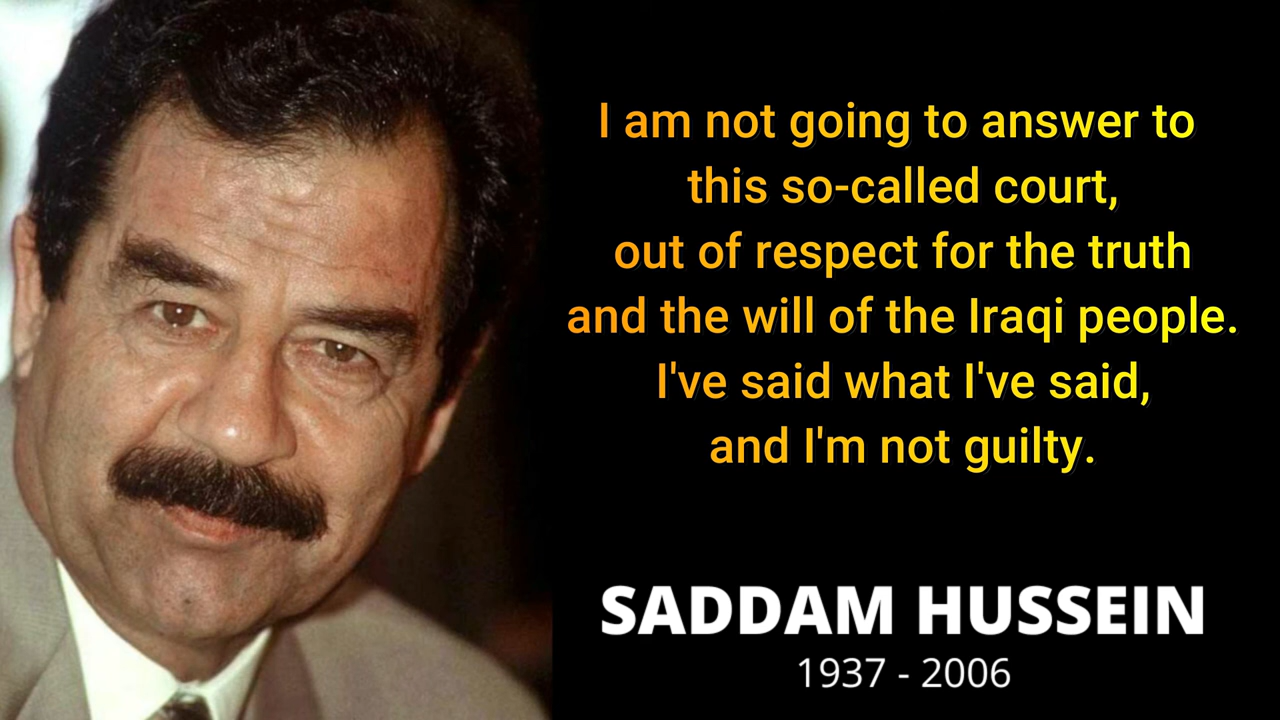 I am not going to answer to
this so-called court,
out of respect for the truth
and the will of the Iraqi people.
I've said what I've said,
and I'm not guilty.
SADDAM HUSSEIN
1937 - 2006